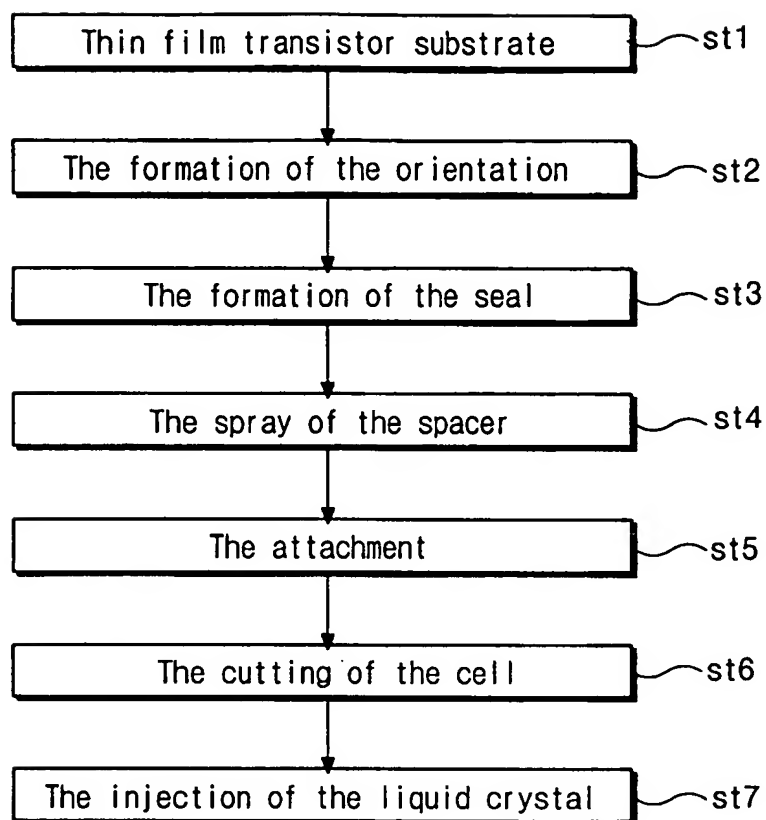 Thin film transistor substrate st1
The formation of the orientation st2
The formation of the seal st3
The spray of the spacer st4
The attachment st5
The cutting of the cell st6
The injection of the liquid crystal st7